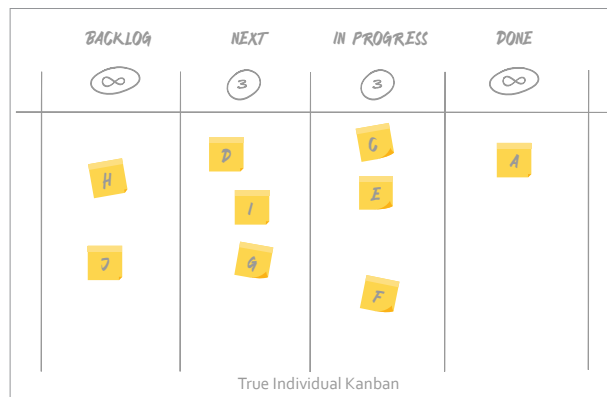 BACKLOG NEXT IN PROGRESS DONE
∞ 3 3 ∞
D C A
H I E
J G F
True Individual Kanban